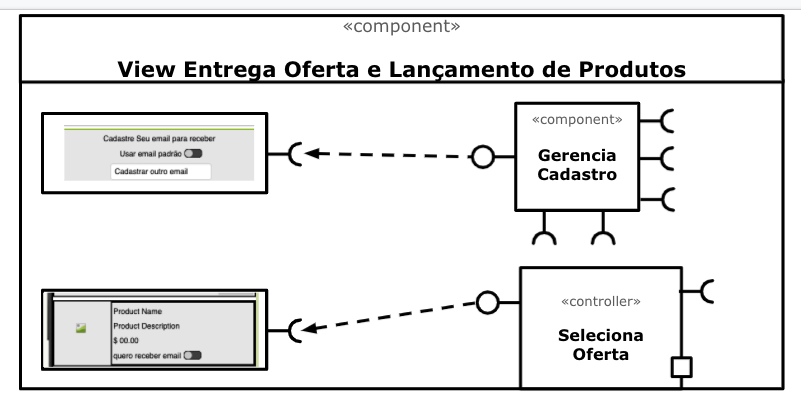 «component»
View Entrega Oferta e Lançamento de Produtos
Cadastre Seu email para receber
Usar email padrão
Cadastrar outro email
«component»
Gerencia
Cadastro
Product Name
Product Description
$ 00.00
quero receber email
«controller»
Seleciona
Oferta